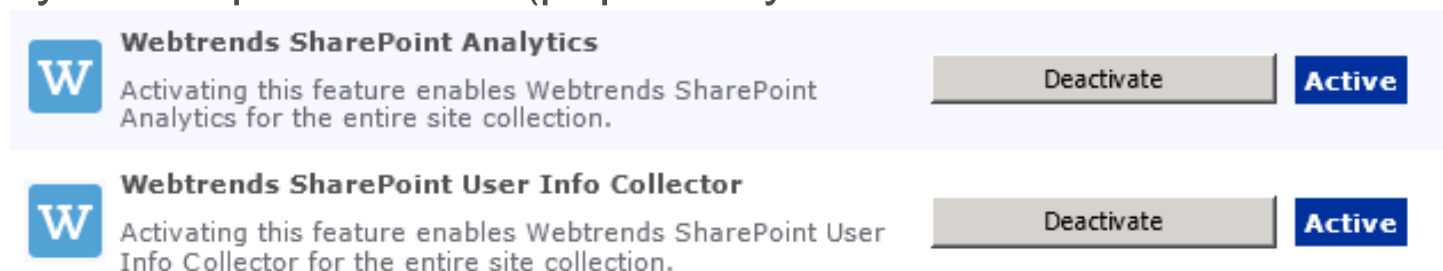 Webtrends SharePoint Analytics
W
Activating this feature enables Webtrends SharePoint
Analytics for the entire site collection.
Deactivate
Active
Webtrends SharePoint User Info Collector
W
Activating this feature enables Webtrends SharePoint User
Info Collector for the entire site collection.
Deactivate
Active